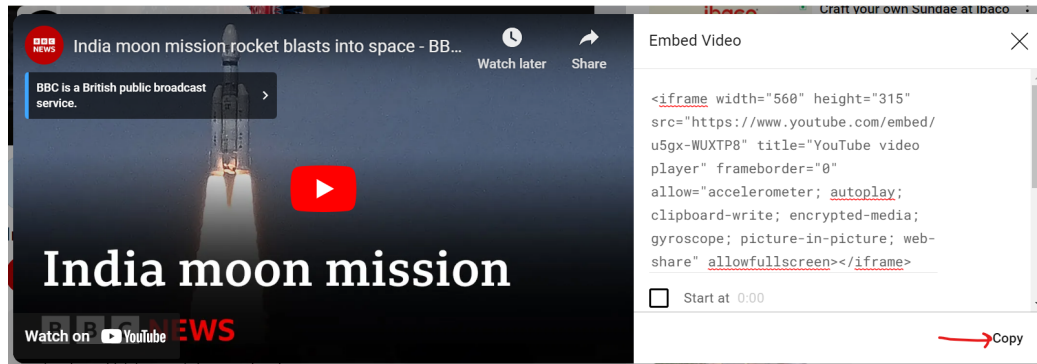 ibaco
Craft your own Sundae at Ibaco
BBC
NEWS
India moon mission rocket blasts into space - BB...
Watch later
Share
BBC is a British public broadcast
service.
India moon mission
BBC NEWS
Watch on YouTube
Embed Video
<iframe width="560" height="315"
src="https://www.youtube.com/embed/
u5gx-WUXTP8" title="YouTube video
player" frameborder="0"
allow="accelerometer; autoplay;
clipboard-write; encrypted-media;
gyroscope; picture-in-picture; web-
share" allowfullscreen></iframe>
Start at 0:00
Copy